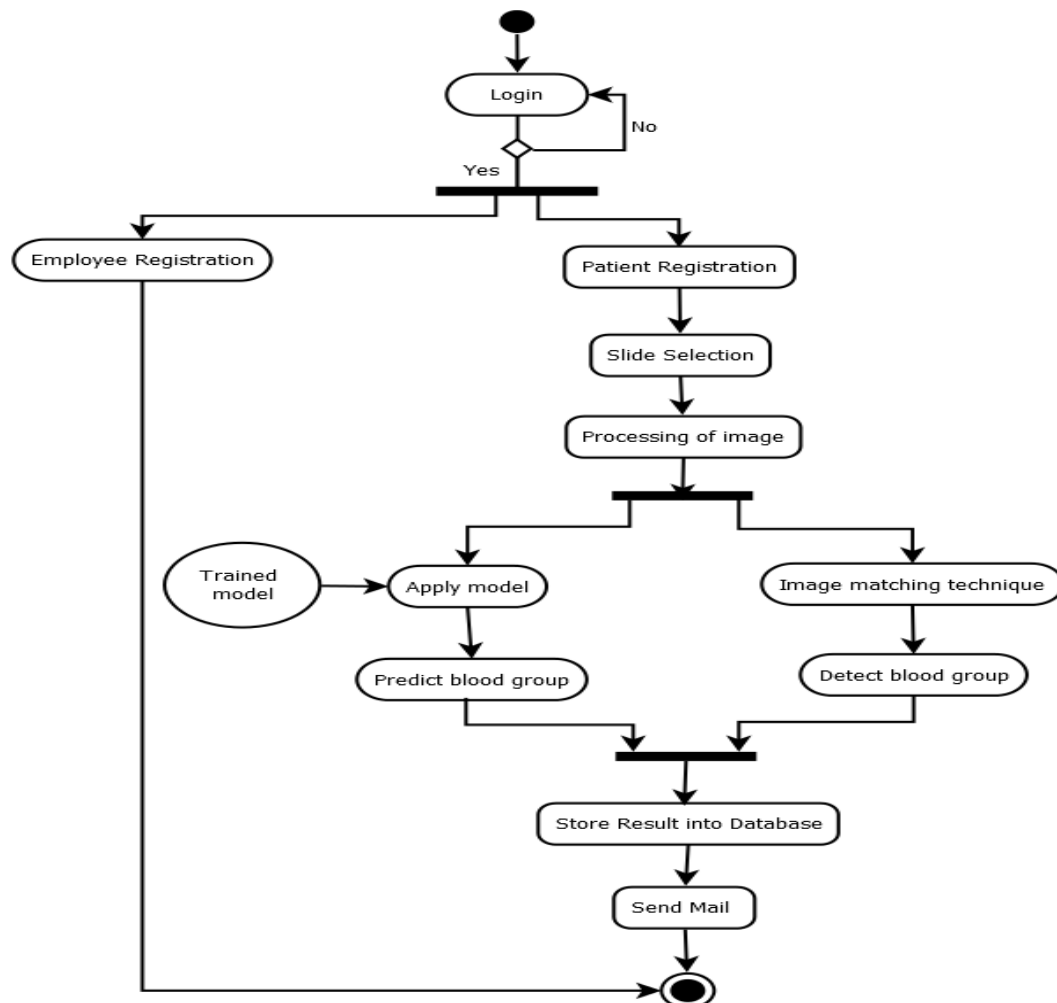 Login
No
Yes
Employee Registration
Patient Registration
Slide Selection
Processing of image
Trained
model
Apply model
Image matching technique
Predict blood group
Detect blood group
Store Result into Database
Send Mail